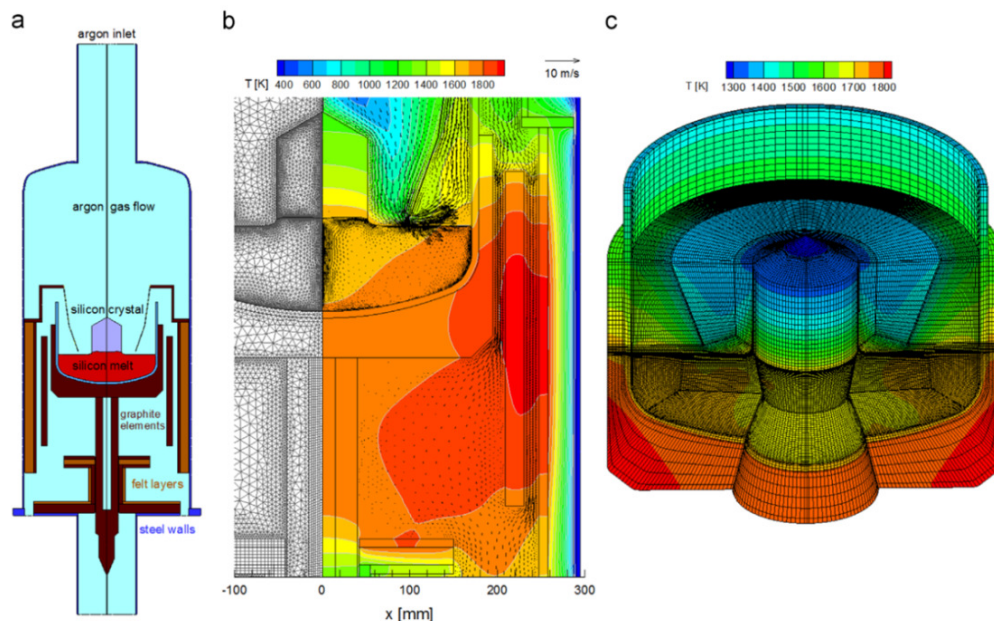 a
argon inlet
argon gas flow
silicon crystal
silicon melt
graphite
elements
felt layers
steel walls
b
T [K]
400 600 800 1000 1200 1400 1600 1800
10 m/s
-100 0 100 200 300
x [mm]
c
T [K]
1300 1400 1500 1600 1700 1800